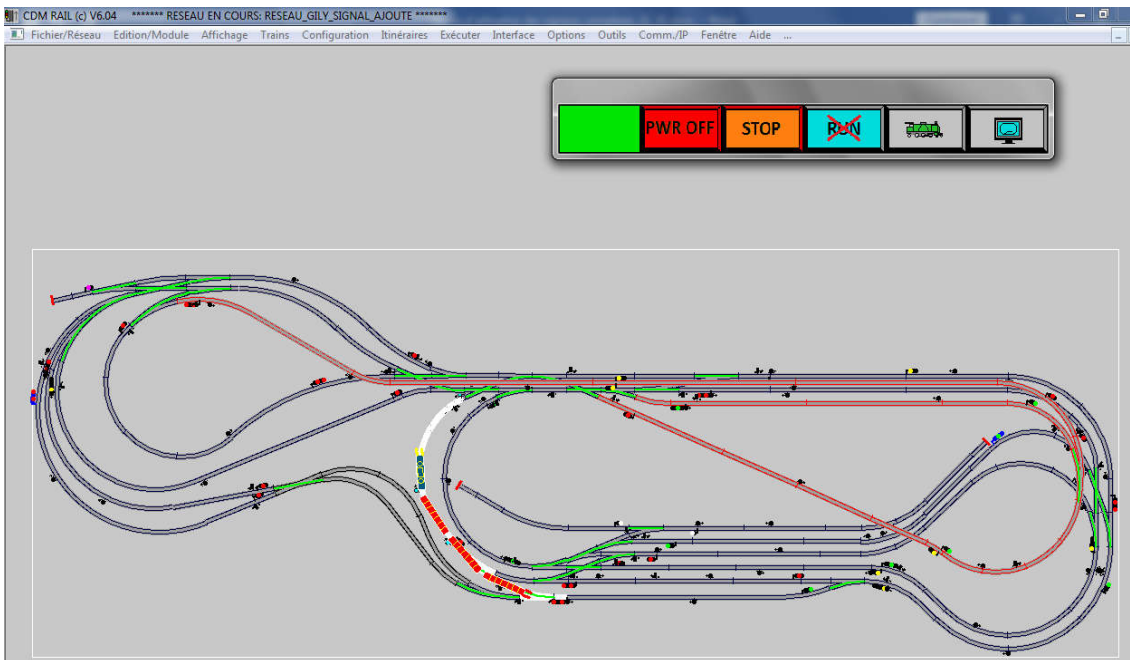 CDM RAIL (c) V6.04 ******* RESEAU EN COURS: RESEAU_GILY_SIGNAL_AJOUTE *******
Fichier/Réseau Edition/Module Affichage Trains Configuration Itinéraires Exécuter Interface Options Outils Comm./IP Fenêtre Aide ...
PWR OFF STOP RUN